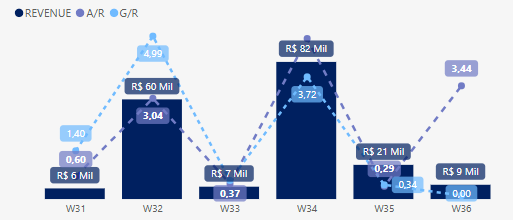 REVENUE A/R G/R
4,99
R$ 82 Mil
3,44
R$ 60 Mil
3,72
1,40
3,04
0,60
R$ 6 Mil
R$ 7 Mil
0,37
R$ 21 Mil
0,29
-0,34
R$ 9 Mil
0,00
W31 W32 W33 W34 W35 W36